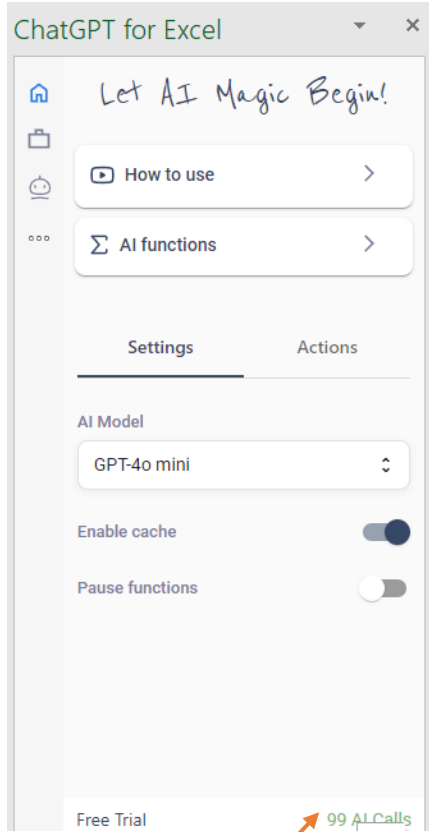 ChatGPT for Excel
Let AI Magic Begin!
How to use
AI functions
Settings Actions
AI Model
GPT-4o mini
Enable cache
Pause functions
Free Trial 99 AI Calls